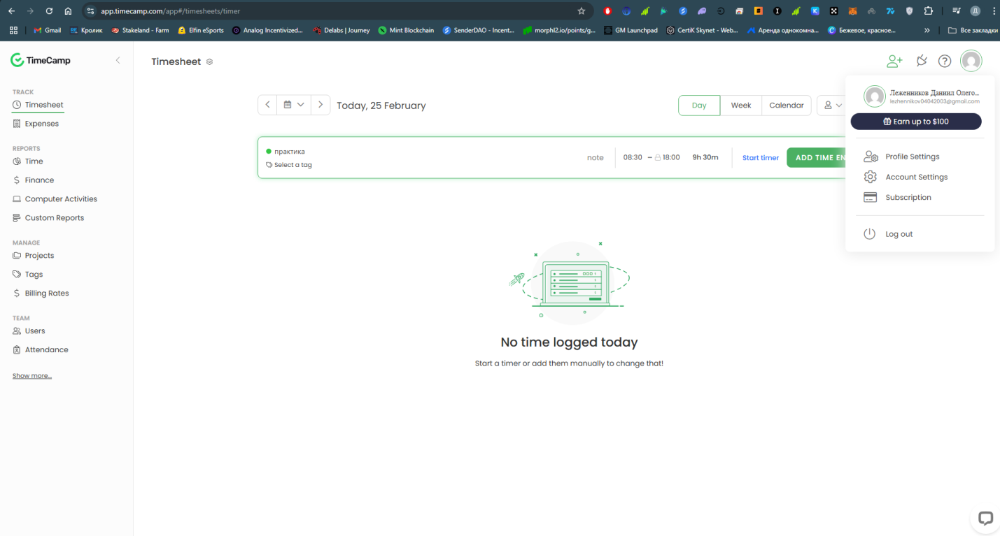 app.timecamp.com/app#/timesheets/timer
Gmail
Кролик
Stakeland - Farm
Elfin eSports
Analog Incentivized...
Delabs | Journey
Mint Blockchain
SenderDAO - Incent...
morphl2.io/points/g...
GM Launchpad
CertiK Skynet - Web...
Аренда однокомна...
Бежевое, красное...
»
Все закладки
TimeCamp
Timesheet
TRACK
Timesheet
Expenses
REPORTS
Time
Finance
Computer Activities
Custom Reports
MANAGE
Projects
Tags
Billing Rates
TEAM
Users
Attendance
Show more...
Today, 25 February
Day
Week
Calendar
практика
Select a tag
note
08:30 – 18:00
9h 30m
Start timer
ADD TIME EN
No time logged today
Start a timer or add them manually to change that!
Леженников Даниил Олего...
lezhennikov04042003@gmail.com
Earn up to $100
Profile Settings
Account Settings
Subscription
Log out